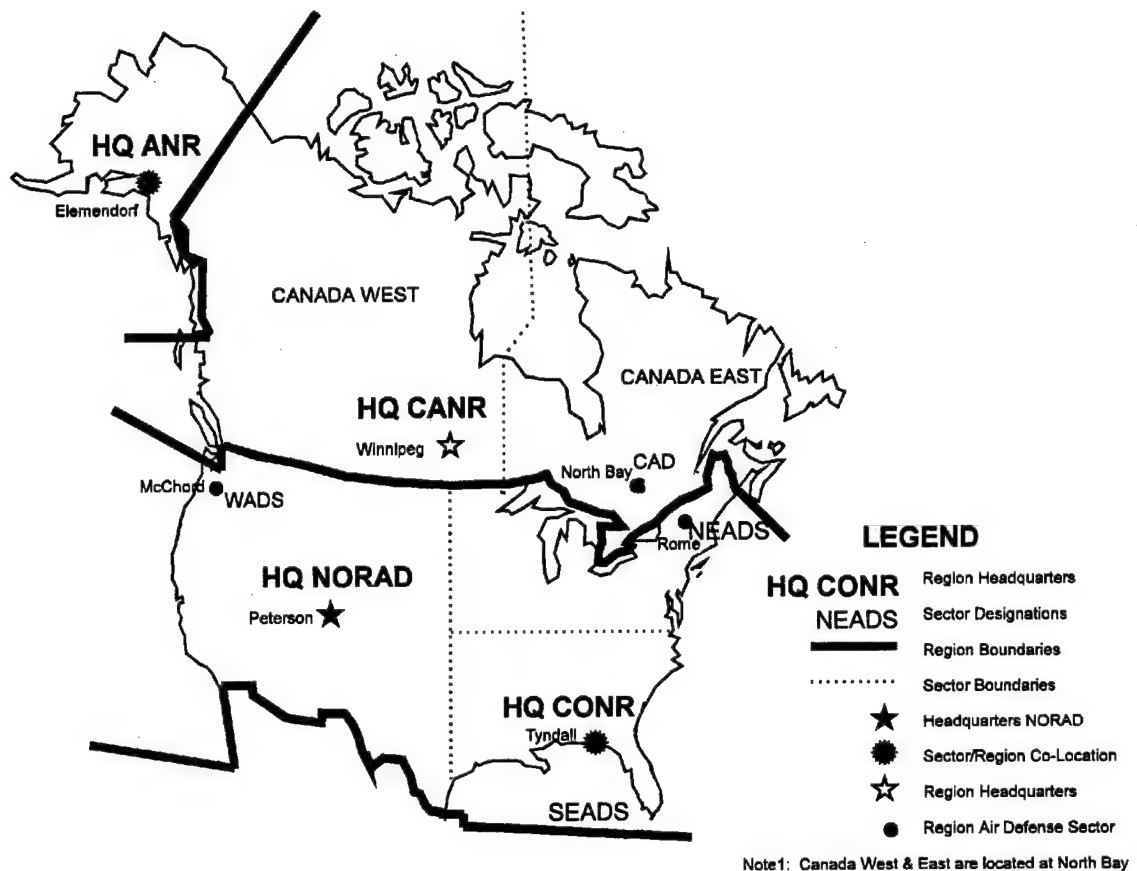 HQ ANR
Elemendorf
CANADA WEST
CANADA EAST
HQ CANR
Winnipeg
North Bay
CAD
McChord
WADS
NEADS
Rome
HQ NORAD
Peterson
HQ CONR
Tyndall
SEADS
LEGEND
HQ CONR Region Headquarters
NEADS Sector Designations
Region Boundaries
Sector Boundaries
Headquarters NORAD
Sector/Region Co-Location
Region Headquarters
Region Air Defense Sector
Note1: Canada West & East are located at North Bay